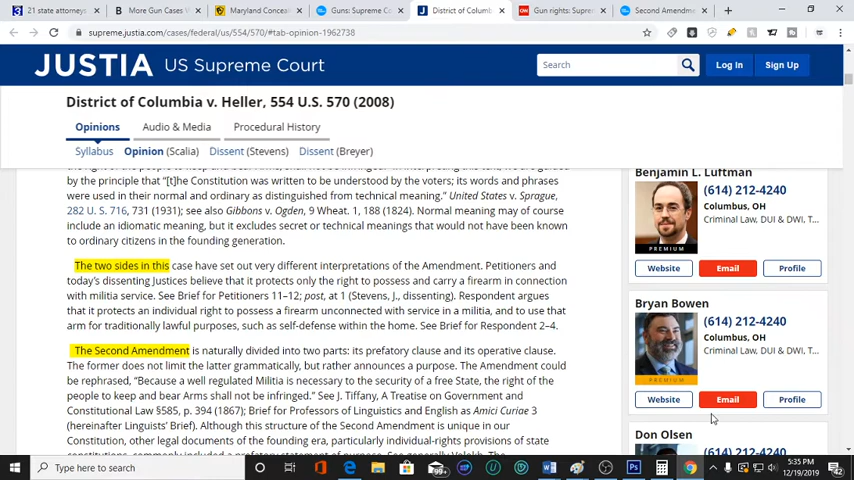 21 state attorneys
More Gun Cases V
Maryland Conceal
Guns: Supreme Co
District of Columb
Gun rights: Supre
Second Amendme
supreme.justia.com/cases/federal/us/554/570/#tab-opinion-1962738
JUSTIA US Supreme Court
Search
Log In
Sign Up
District of Columbia v. Heller, 554 U.S. 570 (2008)
Opinions
Audio & Media
Procedural History
Syllabus
Opinion (Scalia)
Dissent (Stevens)
Dissent (Breyer)
by the principle that “[t]he Constitution was written to be understood by the voters; its words and phrases
were used in their normal and ordinary as distinguished from technical meaning.” United States v. Sprague,
282 U. S. 716, 731 (1931); see also Gibbons v. Ogden, 9 Wheat. 1, 188 (1824). Normal meaning may of course
include an idiomatic meaning, but it excludes secret or technical meanings that would not have been known
to ordinary citizens in the founding generation.
The two sides in this case have set out very different interpretations of the Amendment. Petitioners and
today’s dissenting Justices believe that it protects only the right to possess and carry a firearm in connection
with militia service. See Brief for Petitioners 11–12; post, at 1 (Stevens, J., dissenting). Respondent argues
that it protects an individual right to possess a firearm unconnected with service in a militia, and to use that
arm for traditionally lawful purposes, such as self-defense within the home. See Brief for Respondent 2–4.
The Second Amendment is naturally divided into two parts: its prefatory clause and its operative clause.
The former does not limit the latter grammatically, but rather announces a purpose. The Amendment could
be rephrased, “Because a well regulated Militia is necessary to the security of a free State, the right of the
people to keep and bear Arms shall not be infringed.” See J. Tiffany, A Treatise on Government and
Constitutional Law §585, p. 394 (1867); Brief for Professors of Linguistics and English as Amici Curiae 3
(hereinafter Linguists’ Brief). Although this structure of the Second Amendment is unique in our
Constitution, other legal documents of the founding era, particularly individual-rights provisions of state
Benjamin L. Luftman
(614) 212-4240
Columbus, OH
Criminal Law, DUI & DWI, T...
PREMIUM
Website
Email
Profile
Bryan Bowen
(614) 212-4240
Columbus, OH
Criminal Law, DUI & DWI, T...
PREMIUM
Website
Email
Profile
Don Olsen
(614) 212-4240
Type here to search
99+
5:35 PM
12/19/2019
42